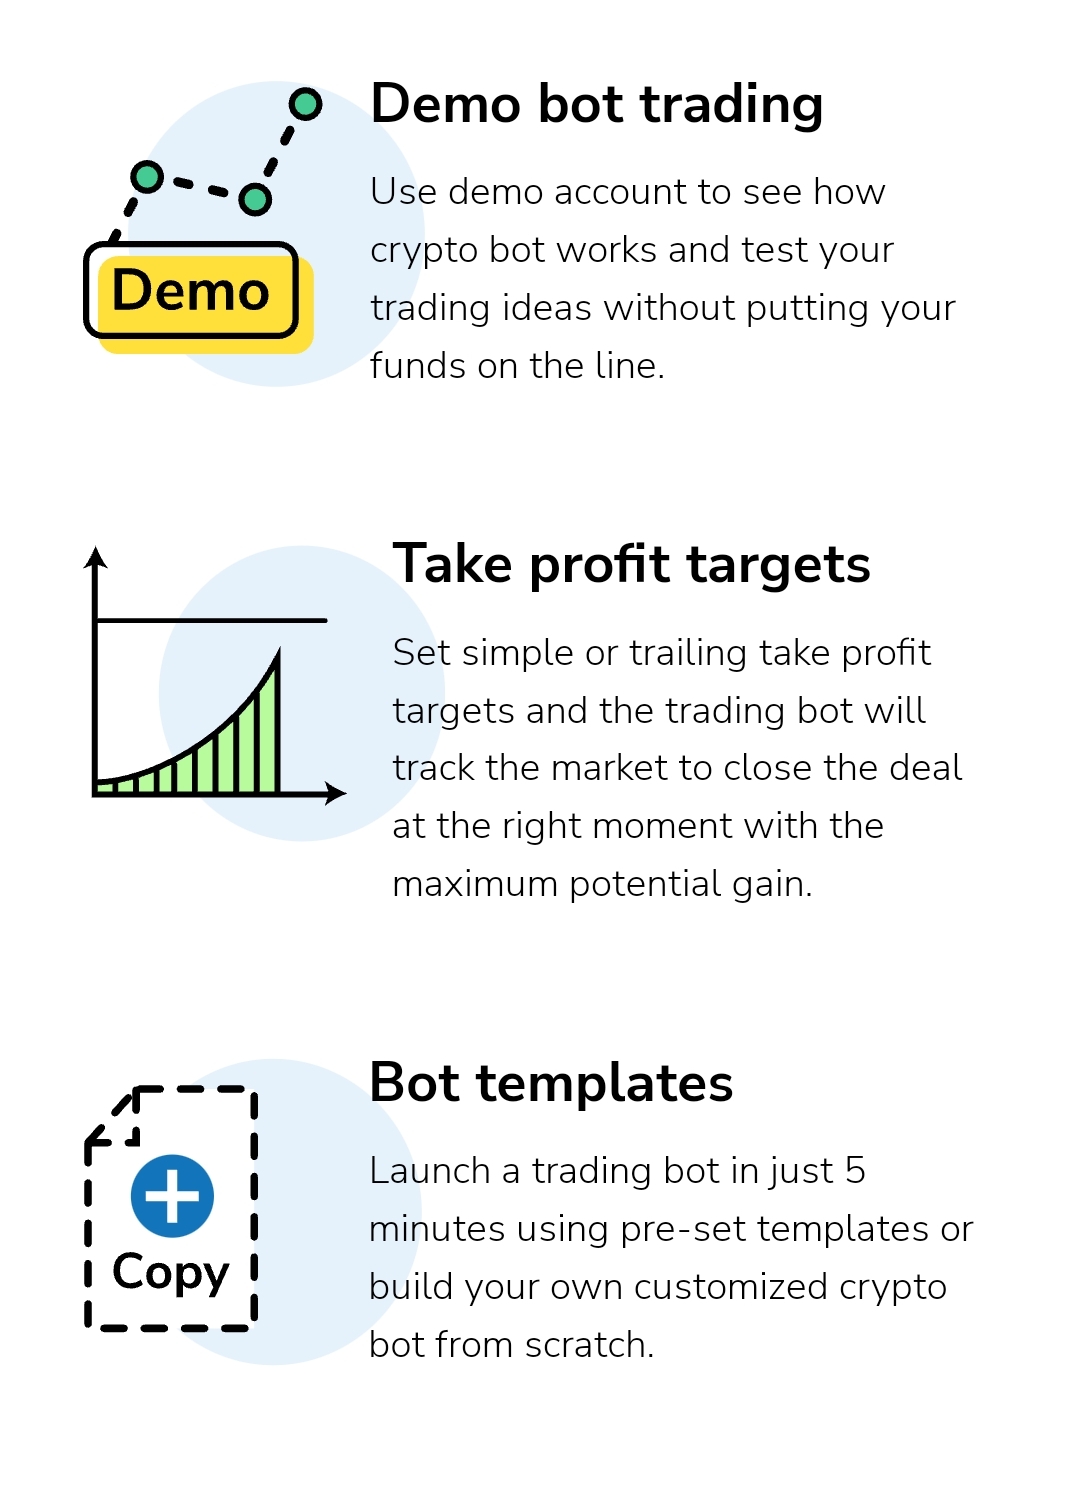 Demo bot trading
Use demo account to see how
crypto bot works and test your
trading ideas without putting your
funds on the line.
Demo
Take profit targets
Set simple or trailing take profit
targets and the trading bot will
track the market to close the deal
at the right moment with the
maximum potential gain.
Bot templates
Launch a trading bot in just 5
minutes using pre-set templates or
build your own customized crypto
bot from scratch.
Copy